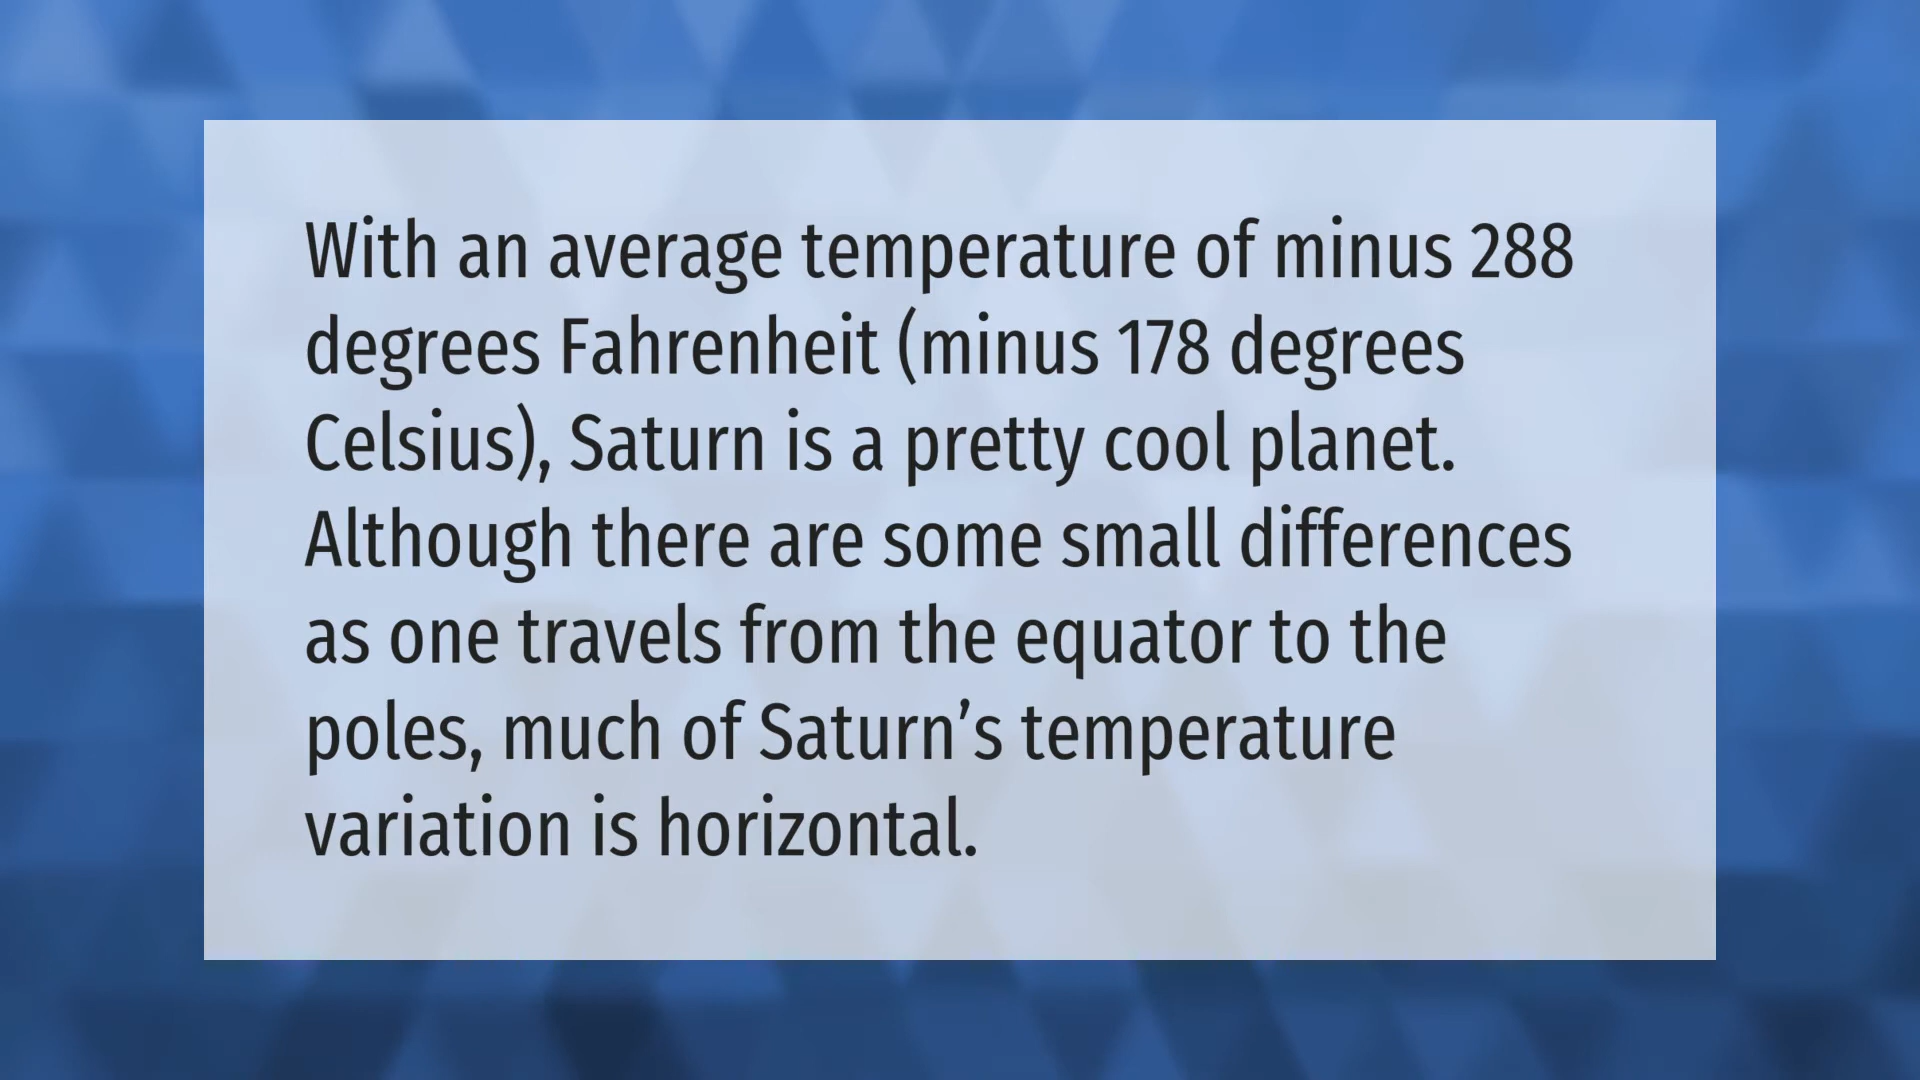 With an average temperature of minus 288
degrees Fahrenheit (minus 178 degrees
Celsius), Saturn is a pretty cool planet.
Although there are some small differences
as one travels from the equator to the
poles, much of Saturn’s temperature
variation is horizontal.